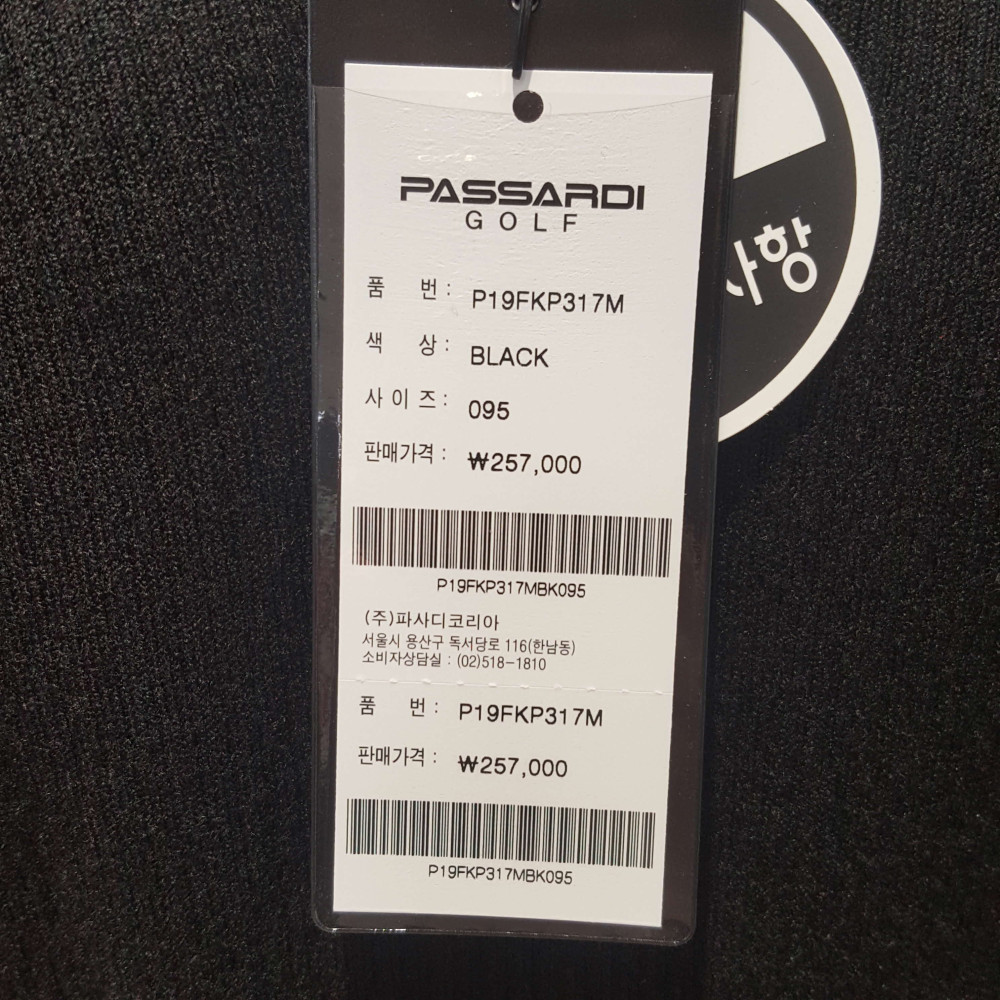 PASSARDI
GOLF
품 번 : P19FKP317M
색 상 : BLACK
사 이 즈 : 095
판매가격 : ₩257,000
P19FKP317MBK095
(주)파사디코리아
서울시 용산구 독서당로 116(한남동)
소비자상담실 : (02)518-1810
품 번 : P19FKP317M
판매가격 : ₩257,000
P19FKP317MBK095
사항